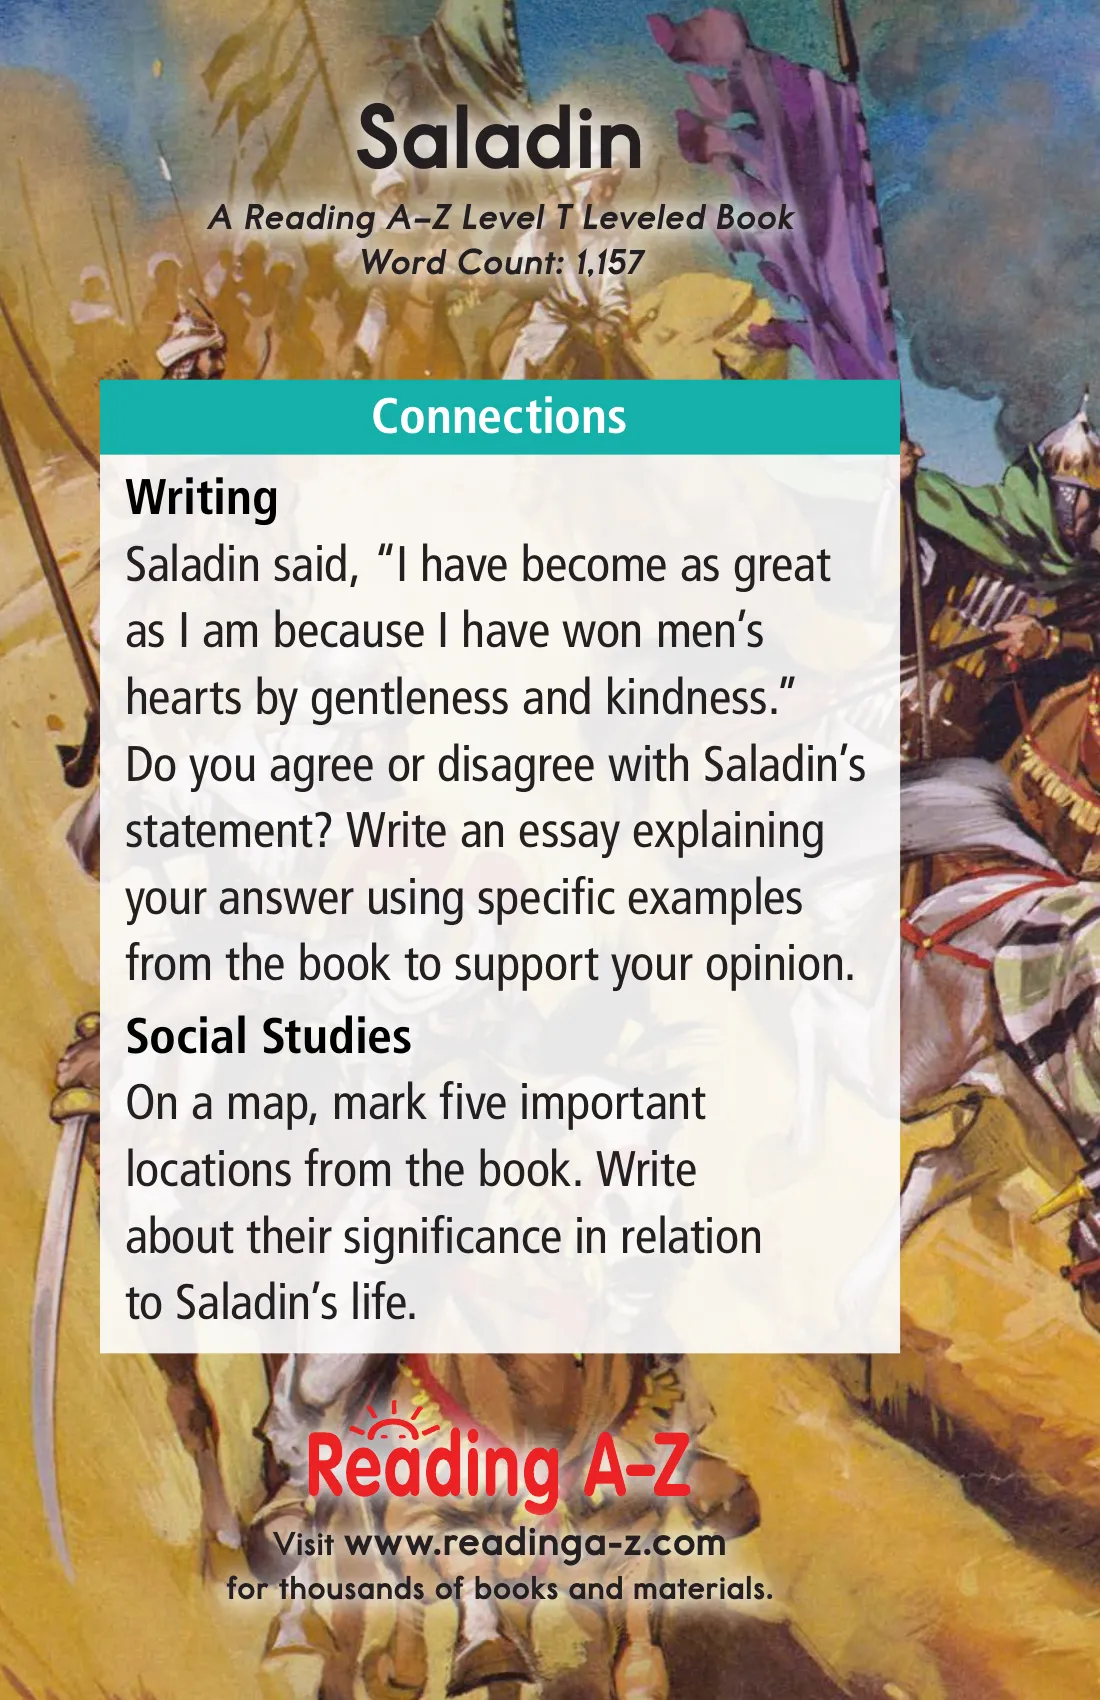 Saladin
A Reading A–Z Level T Leveled Book
Word Count: 1,157
Connections
Writing
Saladin said, “I have become as great
as I am because I have won men’s
hearts by gentleness and kindness.”
Do you agree or disagree with Saladin’s
statement? Write an essay explaining
your answer using specific examples
from the book to support your opinion.
Social Studies
On a map, mark five important
locations from the book. Write
about their significance in relation
to Saladin’s life.
Reading A–Z
Visit www.readinga-z.com
for thousands of books and materials.